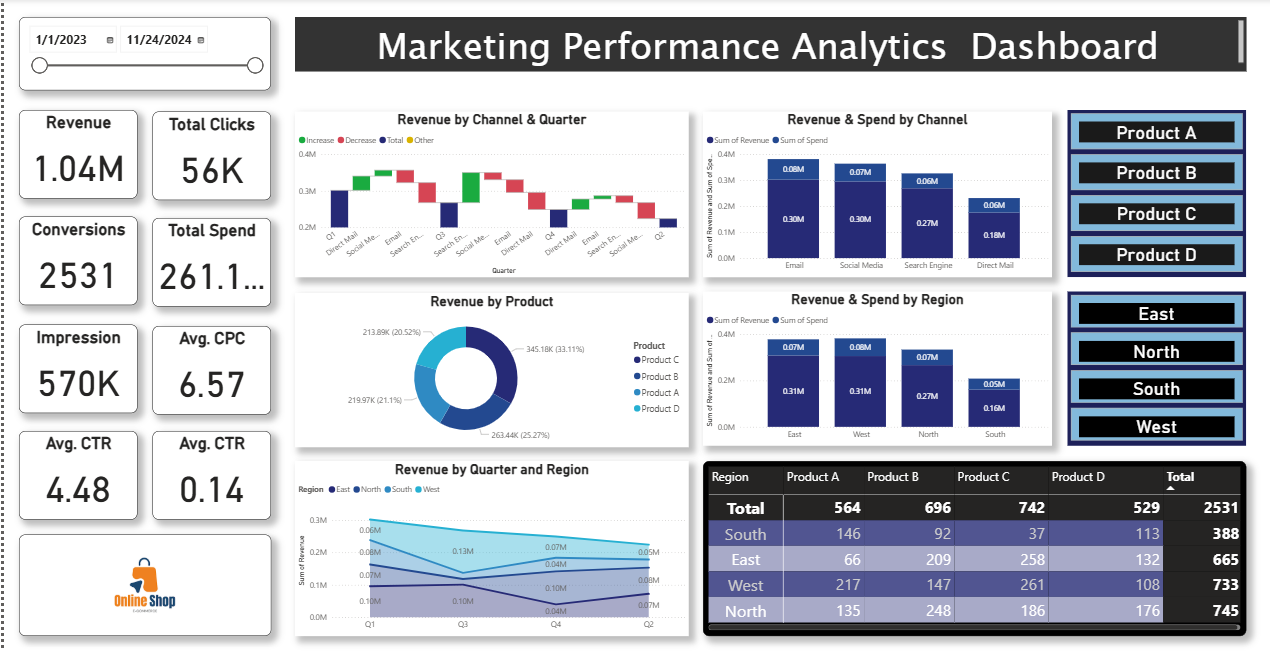 1/1/2023 11/24/2024
Marketing Performance Analytics Dashboard
Revenue
1.04M
Total Clicks
56K
Conversions
2531
Total Spend
261.1...
Impression
570K
Avg. CPC
6.57
Avg. CTR
4.48
Avg. CTR
0.14
Online Shop
Revenue by Channel & Quarter
Increase Decrease Total Other
0.4M
0.3M
0.2M
Q1 Direct Mail Social Me... Email Search En... Q3 Search En... Social Me... Email Direct Mail Q4 Direct Mail Email Search En... Social Me... Q2
Quarter
Revenue & Spend by Channel
Sum of Revenue Sum of Spend
Sum of Revenue and Sum of Spe...
0.4M
0.3M
0.2M
0.1M
0.0M
0.08M 0.07M 0.06M 0.06M
0.30M 0.30M 0.27M 0.18M
Email Social Media Search Engine Direct Mail
Product A
Product B
Product C
Product D
Revenue by Product
213.89K (20.52%)
345.18K (33.11%)
219.97K (21.1%)
263.44K (25.27%)
Product
Product C
Product B
Product A
Product D
Revenue & Spend by Region
Sum of Revenue Sum of Spend
Sum of Revenue and Sum of ...
0.4M
0.2M
0.0M
0.07M 0.08M 0.07M 0.05M
0.31M 0.31M 0.27M 0.16M
East West North South
East
North
South
West
Revenue by Quarter and Region
Region East North South West
Sum of Revenue
0.3M
0.2M
0.1M
0.0M
0.06M
0.08M
0.07M
0.10M
0.13M
0.10M
0.07M
0.04M
0.10M
0.04M
0.05M
0.08M
0.07M
Q1 Q3 Q4 Q2
Region Product A Product B Product C Product D Total
Total 564 696 742 529 2531
South 146 92 37 113 388
East 66 209 258 132 665
West 217 147 261 108 733
North 135 248 186 176 745